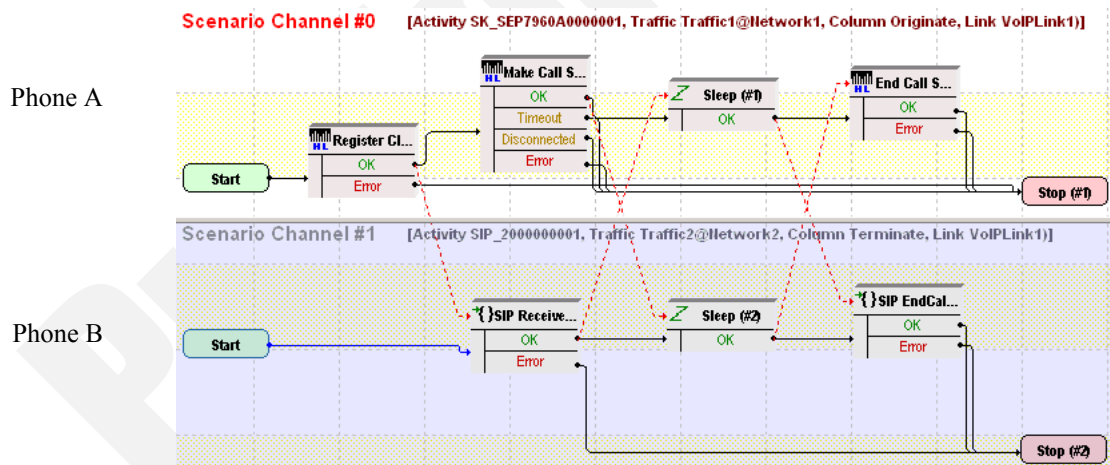 Scenario Channel #0 [Activity SK_SEP7960A0000001, Traffic Traffic1@Network1, Column Originate, Link VoIPLink1)]
Phone A
Start
HL Register Cl...
OK
Error
HL Make Call S...
OK
Timeout
Disconnected
Error
Z Sleep (#1)
OK
HL End Call S...
OK
Error
Stop (#1)
Scenario Channel #1 [Activity SIP_2000000001, Traffic Traffic2@Network2, Column Terminate, Link VoIPLink1)]
Phone B
Start
{ }SIP Receive...
OK
Error
Z Sleep (#2)
OK
{ }SIP EndCal...
OK
Error
Stop (#2)